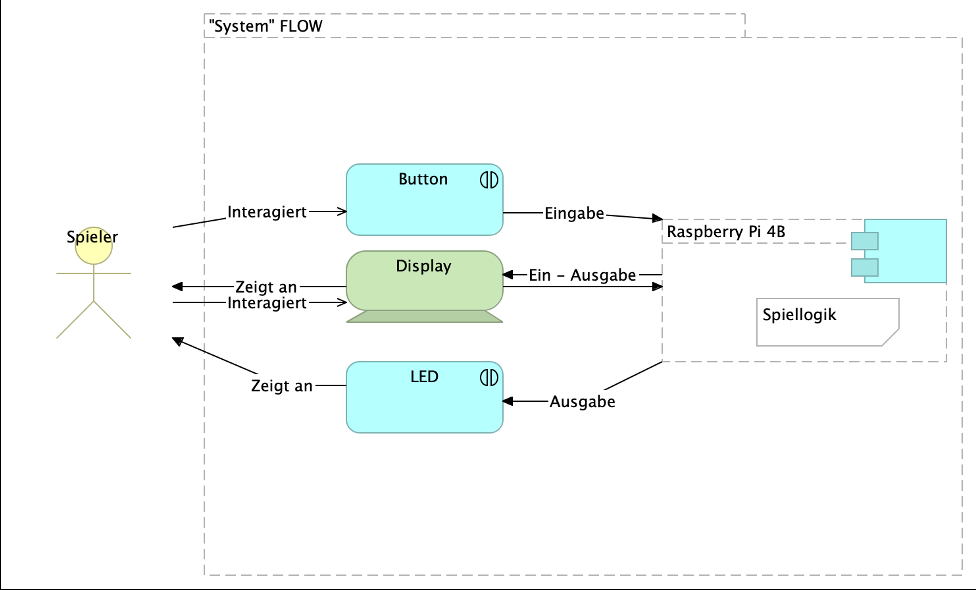 "System" FLOW
Button
Interagiert
Eingabe
Spieler
Raspberry Pi 4B
Display
Ein - Ausgabe
Zeigt an
Interagiert
Spiellogik
LED
Zeigt an
Ausgabe